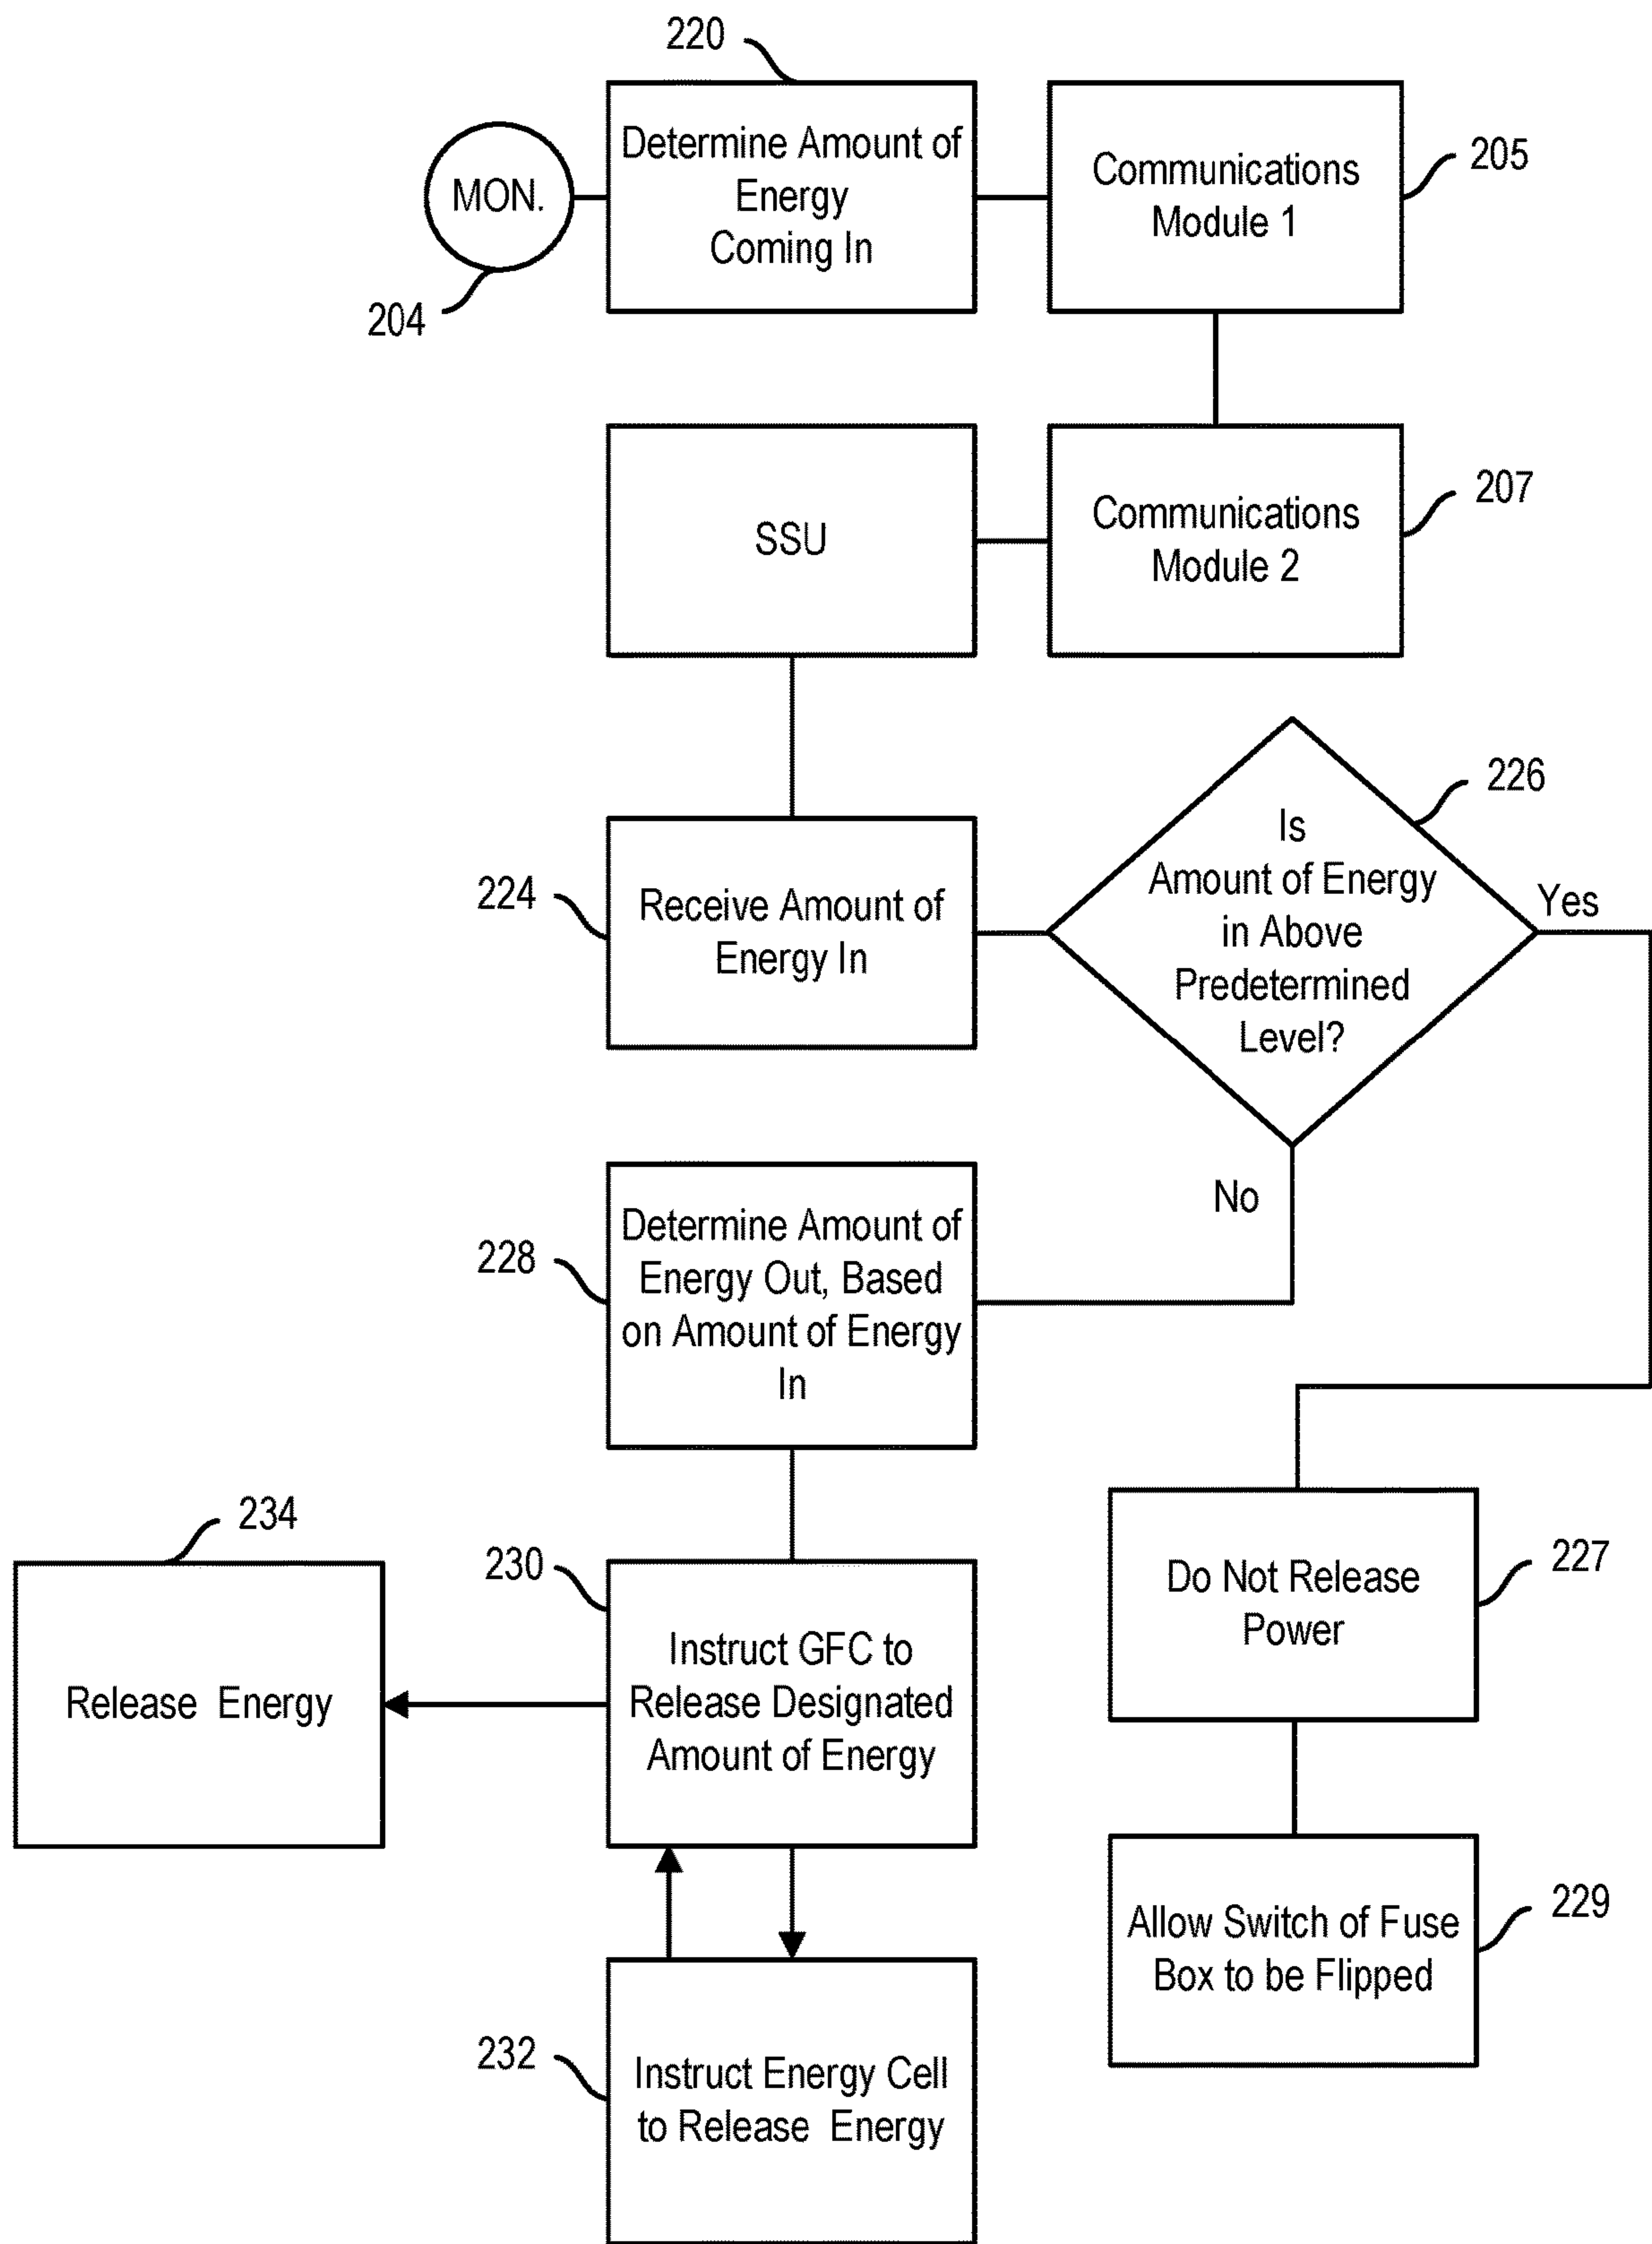 220
Determine Amount of
Energy
Coming In
Communications
Module 1
205
MON.
204
SSU
Communications
Module 2
207
226
Is
Amount of Energy
in Above
Predetermined
Level?
Yes
224
Receive Amount of
Energy In
No
228
Determine Amount of
Energy Out, Based
on Amount of Energy
In
234
Release Energy
230
Instruct GFC to
Release Designated
Amount of Energy
Do Not Release
Power
227
Allow Switch of Fuse
Box to be Flipped
229
232
Instruct Energy Cell
to Release Energy